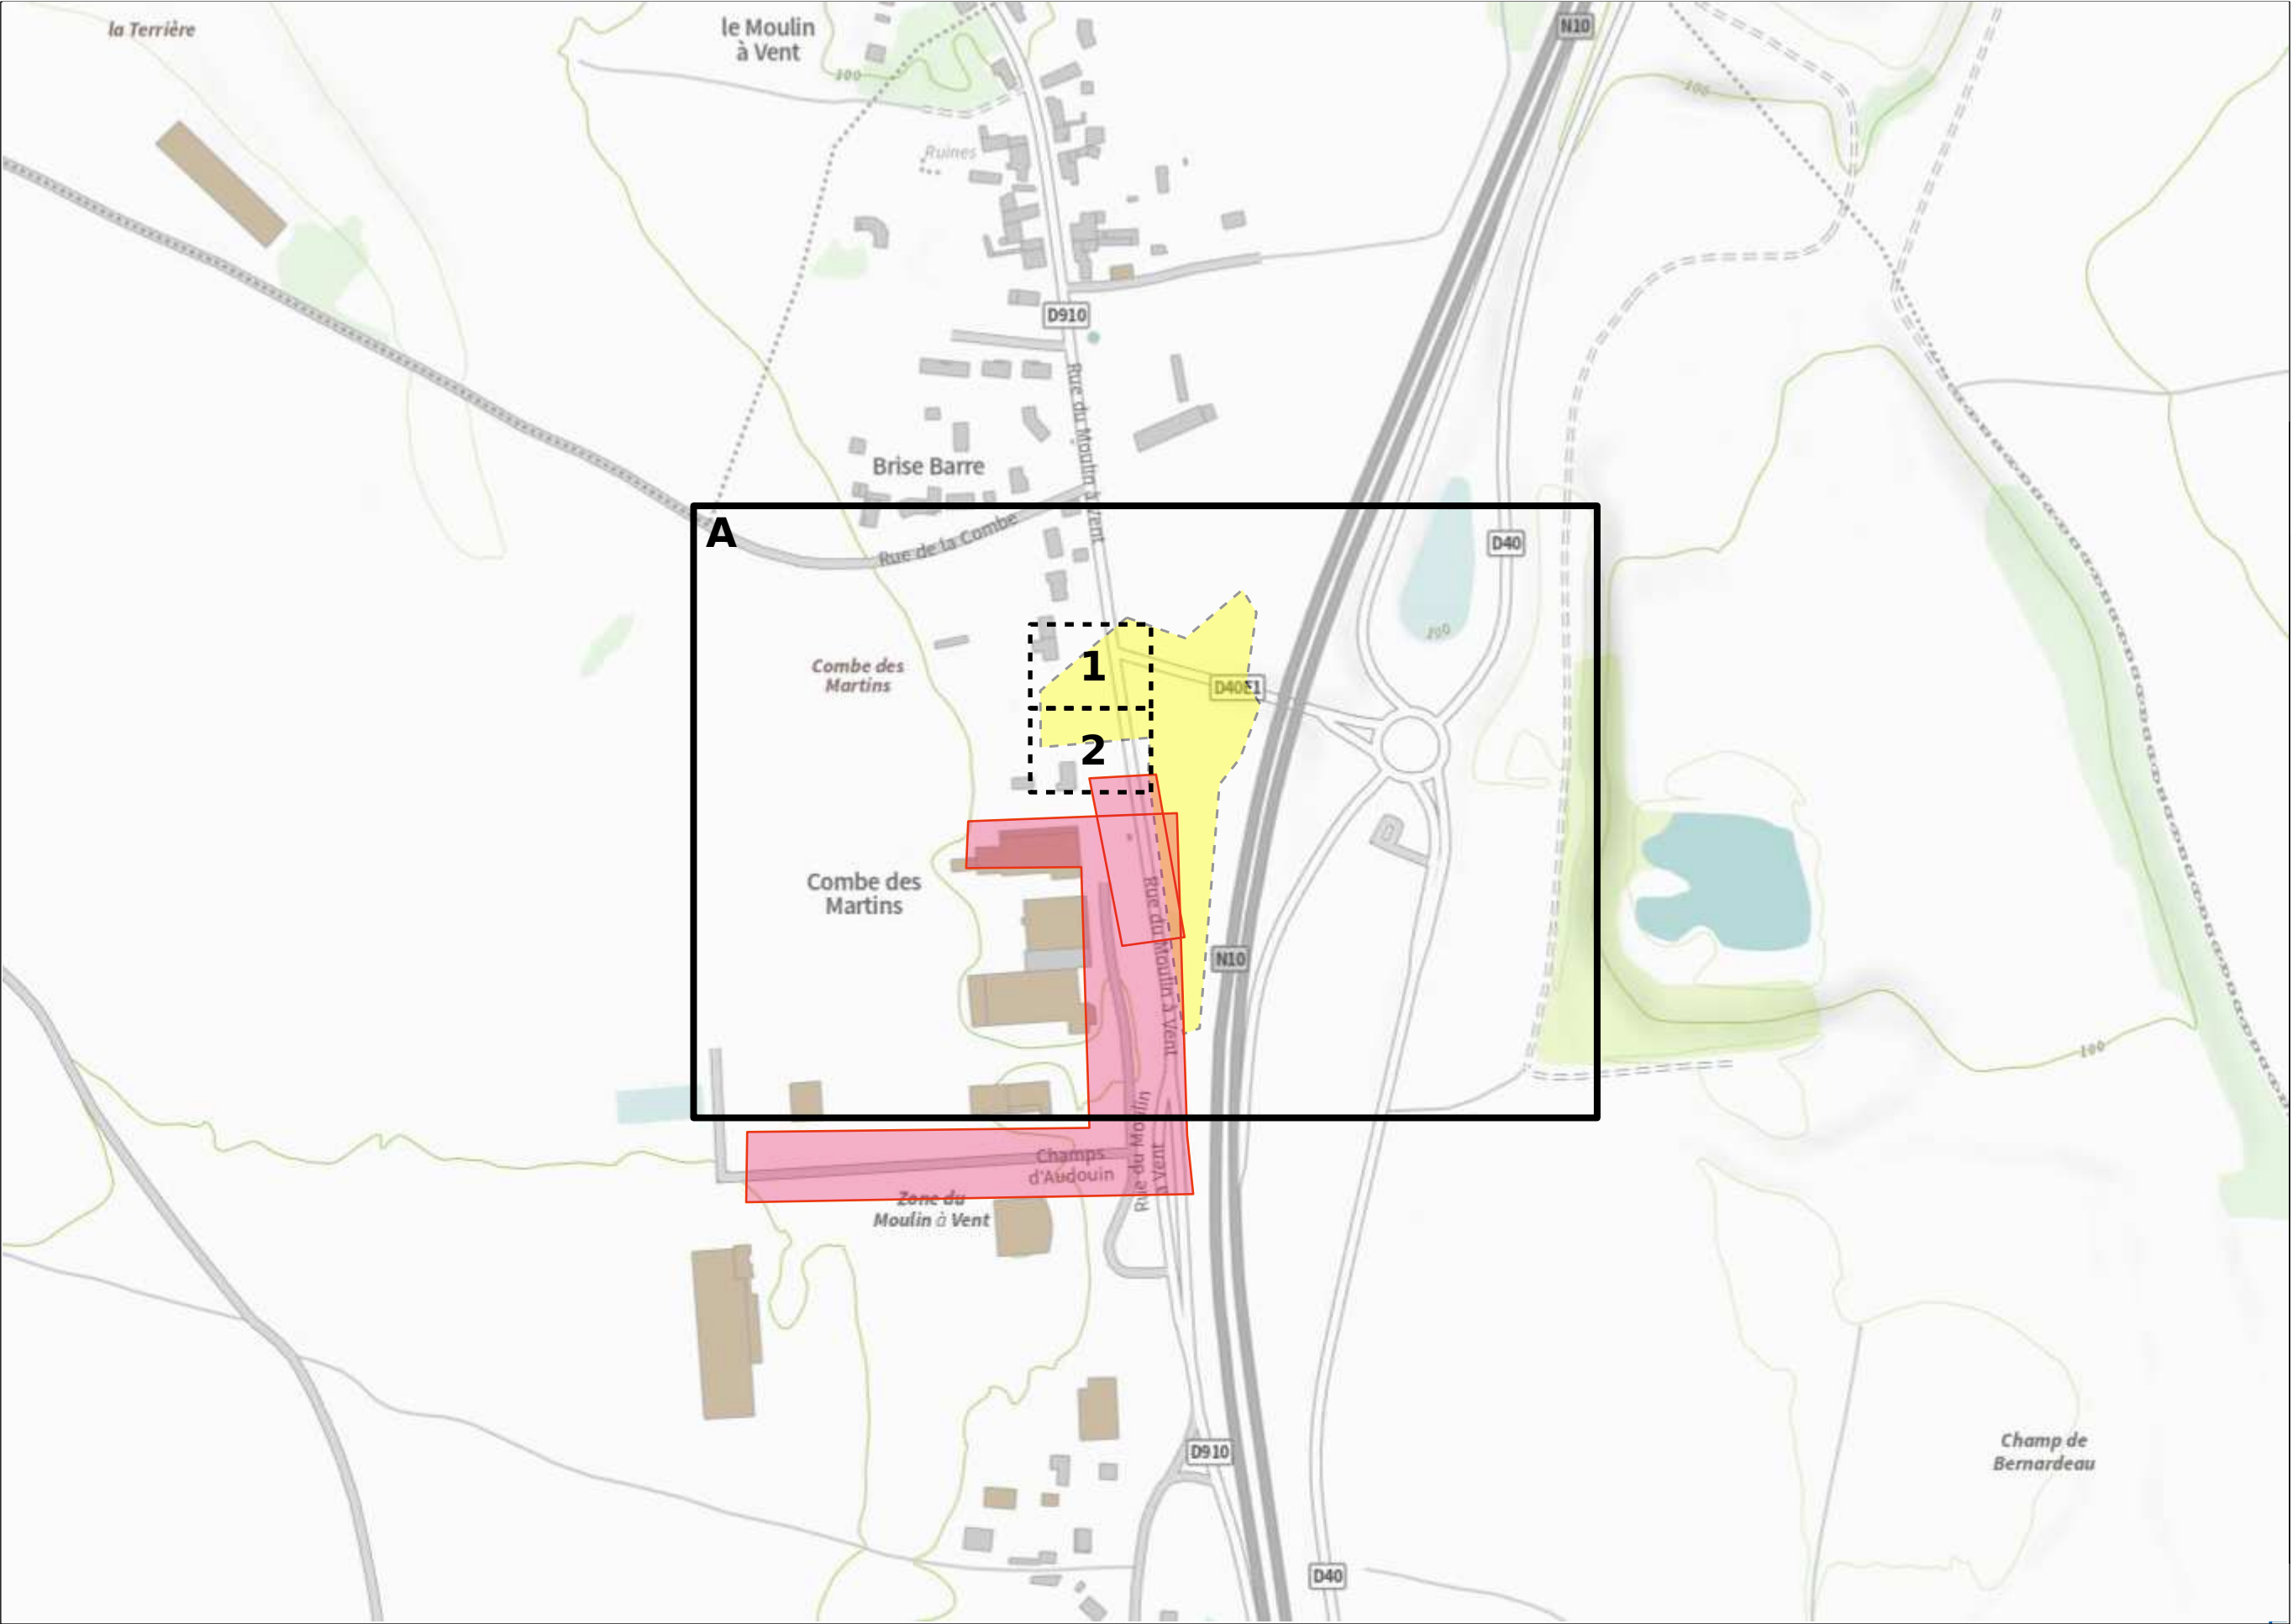 la Terrière
le Moulin
à Vent
N10
100
100
Ruines
D910
Rue du Moulin à Vent
Brise Barre
A
Rue de la Combe
D40
100
1
Combe des
Martins
D40E1
2
P
Combe des
Martins
Rue du Moulin à Vent
N10
100
Rue du Moulin
à Vent
Champs
d'Audouin
Zone du
Moulin à Vent
Champ de
Bernardeau
D910
D40